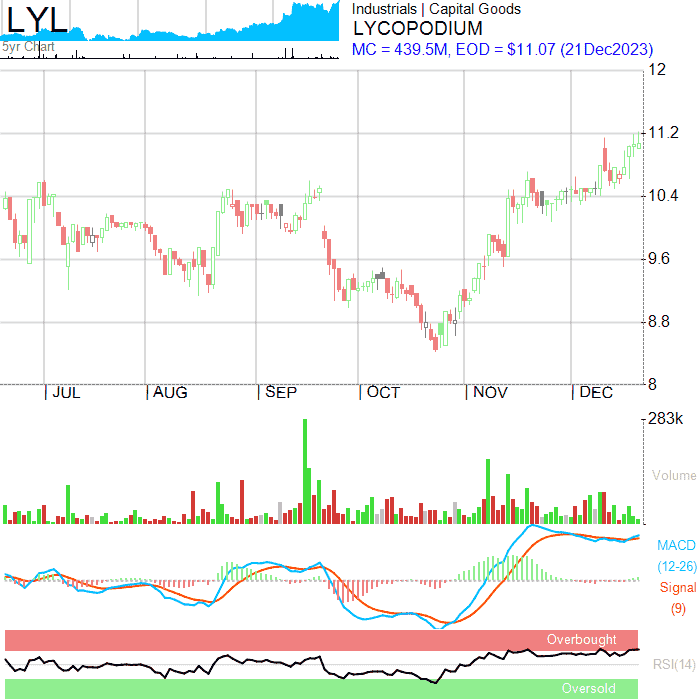 LYL
5yr Chart
Industrials | Capital Goods
LYCOPODIUM
MC = 439.5M, EOD = $11.07 (21Dec2023)
12
11.2
10.4
9.6
8.8
8
JUL AUG SEP OCT NOV DEC
283k
Volume
MACD
(12-26)
Signal
(9)
Overbought
RSI(14)
Oversold